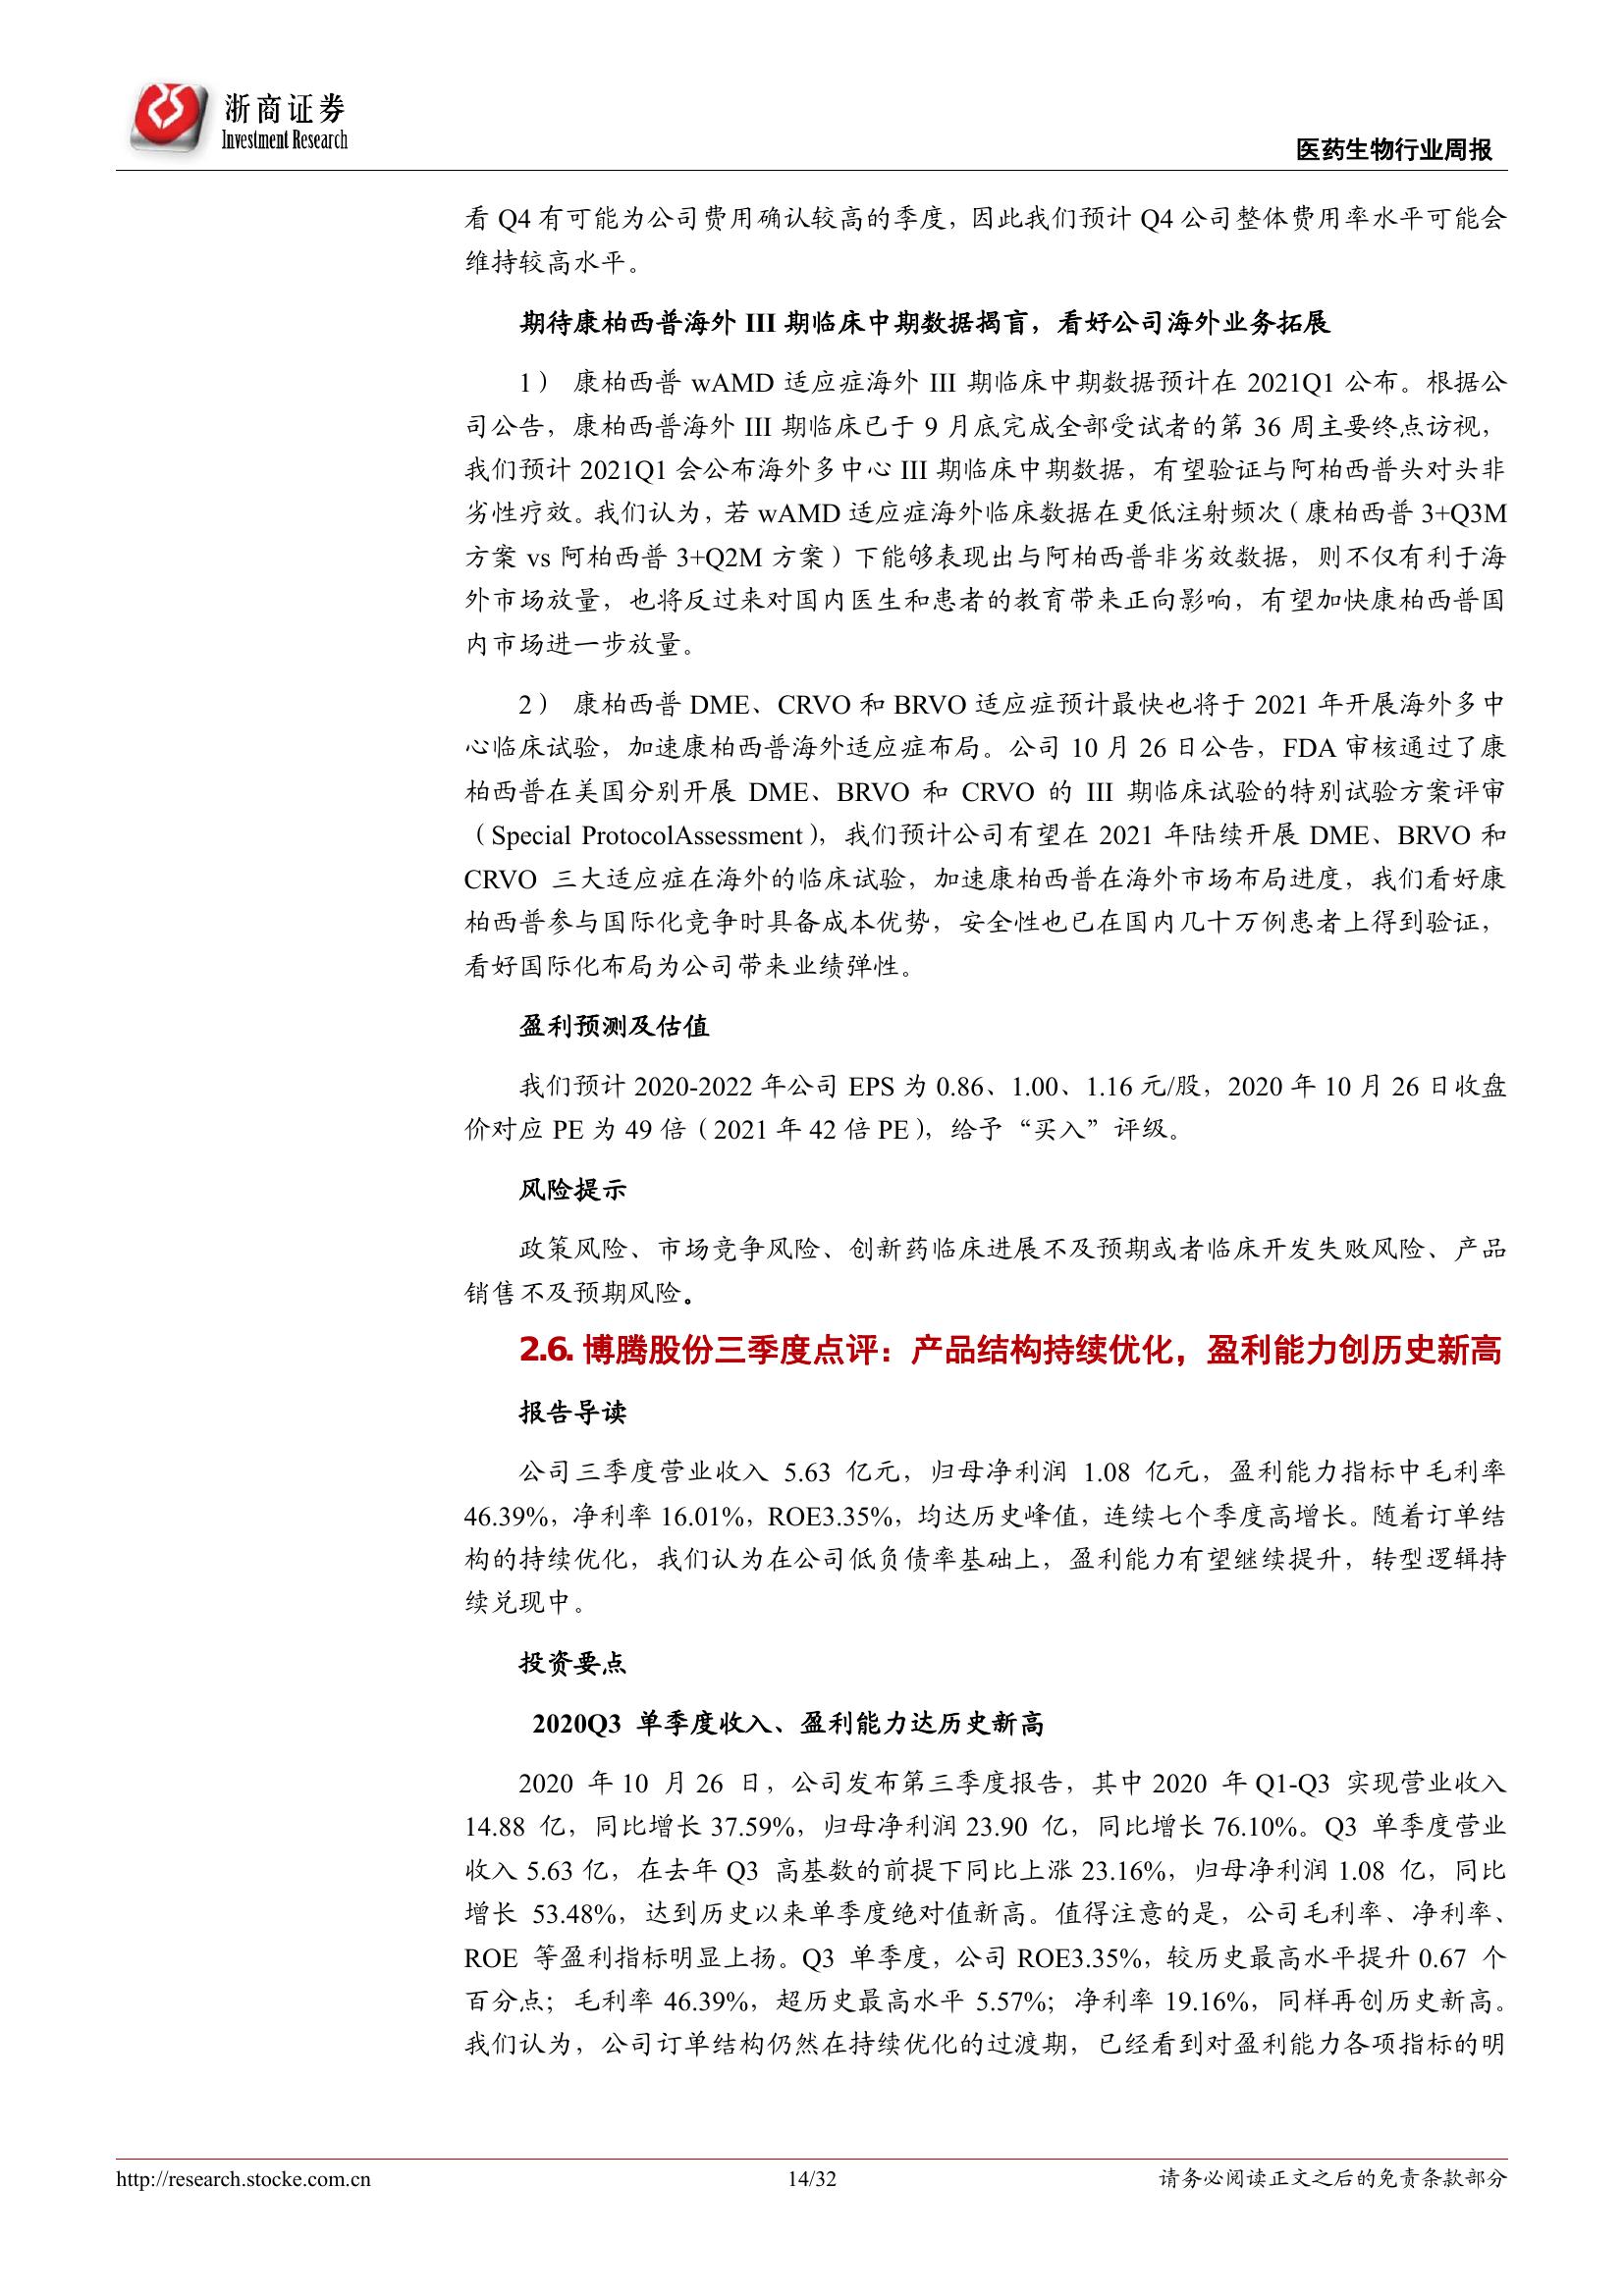 浙商证券
Investment Research
医药生物行业周报
看 Q4 有可能为公司费用确认较高的季度，因此我们预计 Q4 公司整体费用率水平可能会
维持较高水平。
期待康柏西普海外 III 期临床中期数据揭盲，看好公司海外业务拓展
1） 康柏西普 wAMD 适应症海外 III 期临床中期数据预计在 2021Q1 公布。根据公
司公告，康柏西普海外 III 期临床已于 9 月底完成全部受试者的第 36 周主要终点访视，
我们预计 2021Q1 会公布海外多中心 III 期临床中期数据，有望验证与阿柏西普头对头非
劣性疗效。我们认为，若 wAMD 适应症海外临床数据在更低注射频次（康柏西普 3+Q3M
方案 vs 阿柏西普 3+Q2M 方案）下能够表现出与阿柏西普非劣效数据，则不仅有利于海
外市场放量，也将反过来对国内医生和患者的教育带来正向影响，有望加快康柏西普国
内市场进一步放量。
2） 康柏西普 DME、CRVO 和 BRVO 适应症预计最快也将于 2021 年开展海外多中
心临床试验，加速康柏西普海外适应症布局。公司 10 月 26 日公告，FDA 审核通过了康
柏西普在美国分别开展 DME、BRVO 和 CRVO 的 III 期临床试验的特别试验方案评审
（Special ProtocolAssessment），我们预计公司有望在 2021 年陆续开展 DME、BRVO 和
CRVO 三大适应症在海外的临床试验，加速康柏西普在海外市场布局进度，我们看好康
柏西普参与国际化竞争时具备成本优势，安全性也已在国内几十万例患者上得到验证，
看好国际化布局为公司带来业绩弹性。
盈利预测及估值
我们预计 2020-2022 年公司 EPS 为 0.86、1.00、1.16 元/股，2020 年 10 月 26 日收盘
价对应 PE 为 49 倍（2021 年 42 倍 PE），给予“买入”评级。
风险提示
政策风险、市场竞争风险、创新药临床进展不及预期或者临床开发失败风险、产品
销售不及预期风险。
2.6. 博腾股份三季度点评：产品结构持续优化，盈利能力创历史新高
报告导读
公司三季度营业收入 5.63 亿元，归母净利润 1.08 亿元，盈利能力指标中毛利率
46.39%，净利率 16.01%，ROE3.35%，均达历史峰值，连续七个季度高增长。随着订单结
构的持续优化，我们认为在公司低负债率基础上，盈利能力有望继续提升，转型逻辑持
续兑现中。
投资要点
2020Q3 单季度收入、盈利能力达历史新高
2020 年 10 月 26 日，公司发布第三季度报告，其中 2020 年 Q1-Q3 实现营业收入
14.88 亿，同比增长 37.59%，归母净利润 23.90 亿，同比增长 76.10%。Q3 单季度营业
收入 5.63 亿，在去年 Q3 高基数的前提下同比上涨 23.16%，归母净利润 1.08 亿，同比
增长 53.48%，达到历史以来单季度绝对值新高。值得注意的是，公司毛利率、净利率、
ROE 等盈利指标明显上扬。Q3 单季度，公司 ROE3.35%，较历史最高水平提升 0.67 个
百分点；毛利率 46.39%，超历史最高水平 5.57%；净利率 19.16%，同样再创历史新高。
我们认为，公司订单结构仍然在持续优化的过渡期，已经看到对盈利能力各项指标的明
http://research.stocke.com.cn
14/32
请务必阅读正文之后的免责条款部分